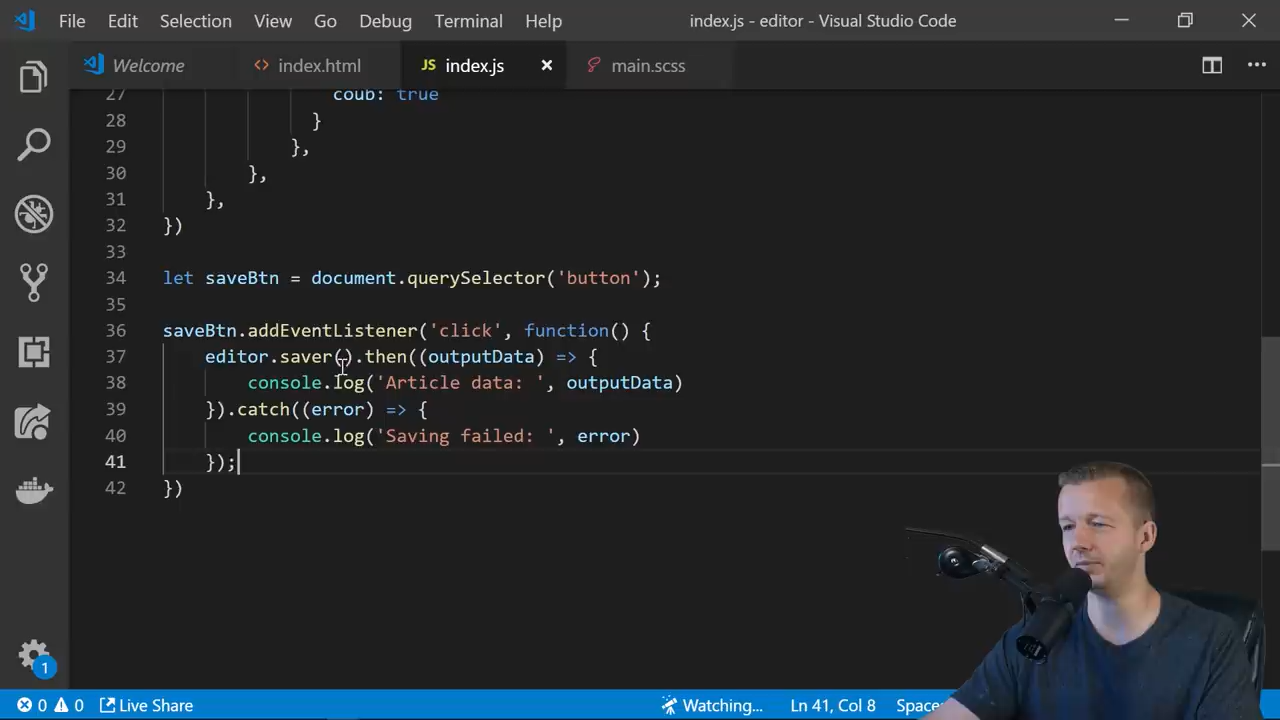 File Edit Selection View Go Debug Terminal Help index.js - editor - Visual Studio Code
Welcome <> index.html JS index.js × main.scss ...
27 coub: true
28 }
29 },
30 },
31 },
32 })
33
34 let saveBtn = document.querySelector('button');
35
36 saveBtn.addEventListener('click', function() {
37 editor.saver().then((outputData) => {
38 console.log('Article data: ', outputData)
39 }).catch((error) => {
40 console.log('Saving failed: ', error)
41 });
42 })
1
0 0 Live Share Watching... Ln 41, Col 8 Spaces